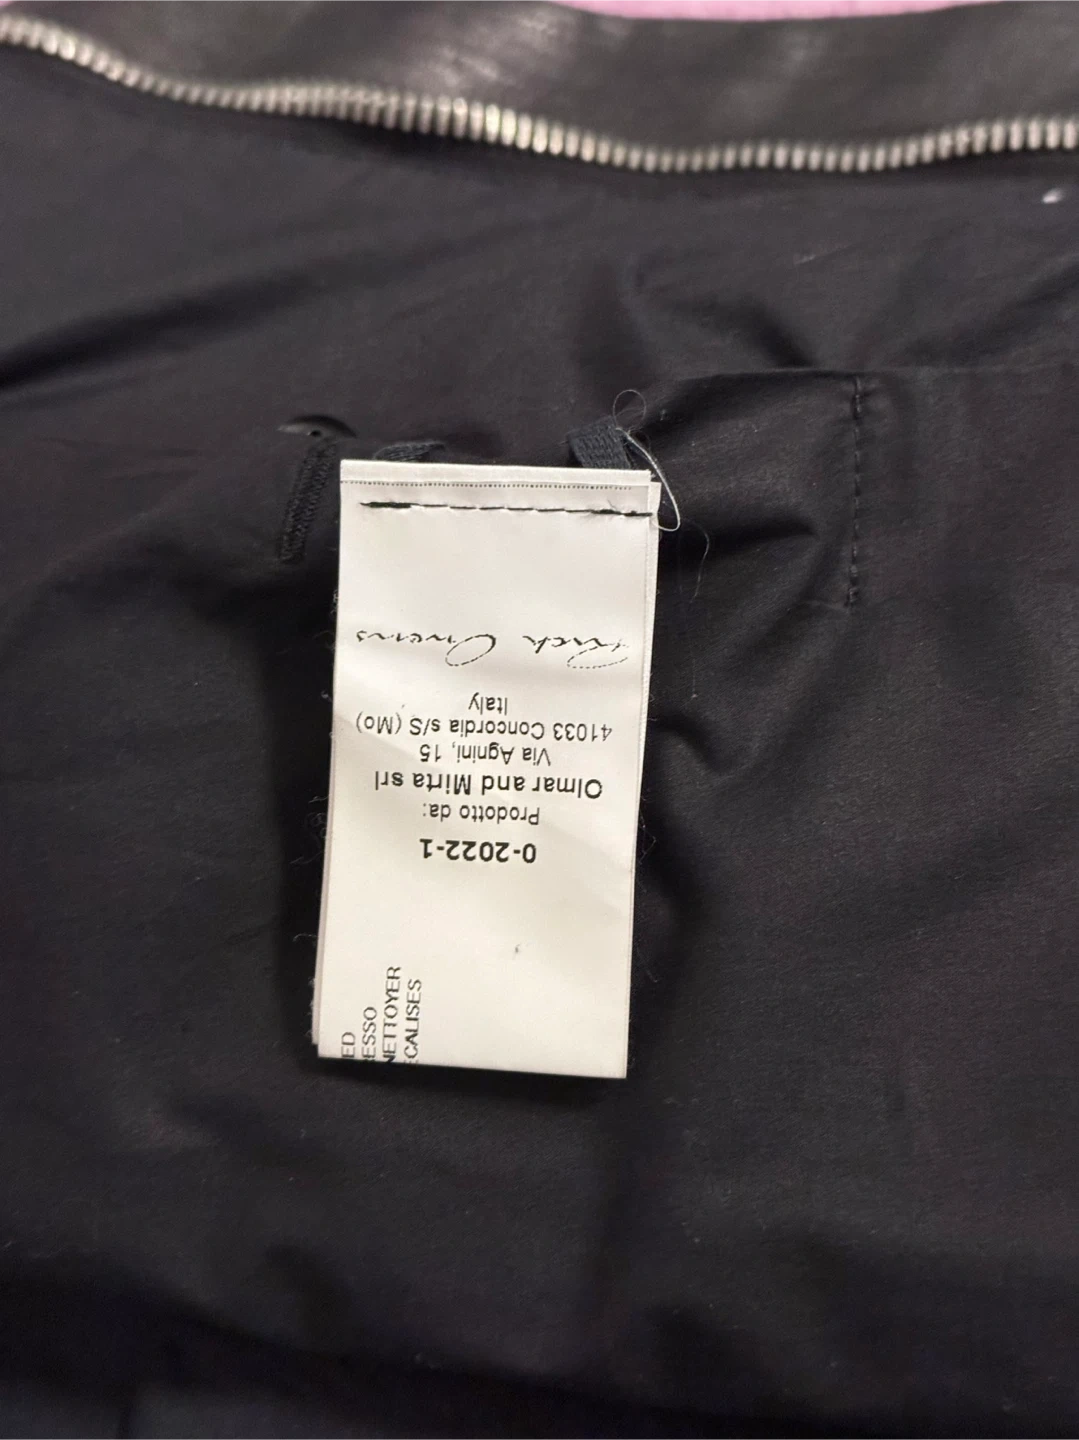 Rick Owens
Italy
41033 Concordia s/S (Mo)
Via Agnini, 15
Olmar and Mirta srl
Prodotto da:
0-2022-1
ED
ESSO
NETTOYER
CALISES